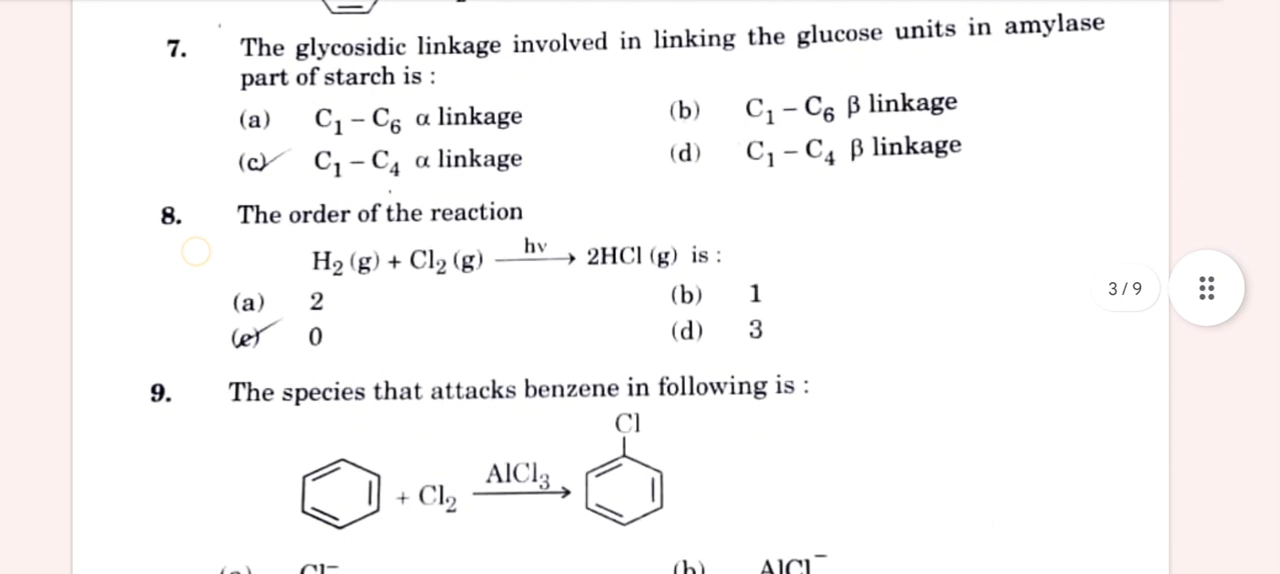 7. The glycosidic linkage involved in linking the glucose units in amylase
part of starch is :
(a) C₁ – C₆ α linkage (b) C₁ – C₆ β linkage
(c) C₁ – C₄ α linkage (d) C₁ – C₄ β linkage
8. The order of the reaction
H₂ (g) + Cl₂ (g) hν → 2HCl (g) is :
(a) 2 (b) 1
(c) 0 (d) 3
3 / 9
9. The species that attacks benzene in following is :
Cl
+ Cl₂ AlCl₃ →